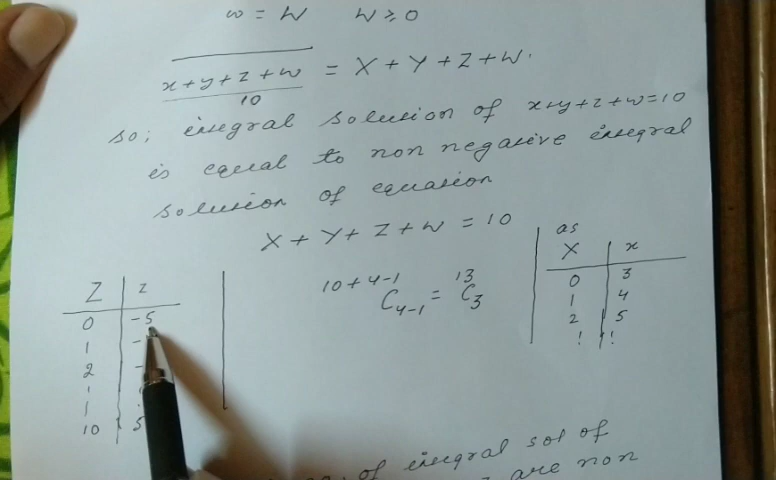 w = W W ≥ 0
x+y+z+w = X+Y+Z+W.
10
so; integral solution of x+y+z+w=10
is equal to non negative integral
solution of equation
X + Y + Z + W = 10
10+4-1C4-1 = 13C3
as
X | x
0 | 3
1 | 4
2 | 5
! | !
Z | z
0 | -5
1 | -
2 | -
10 | 5
of integral sol of
are non